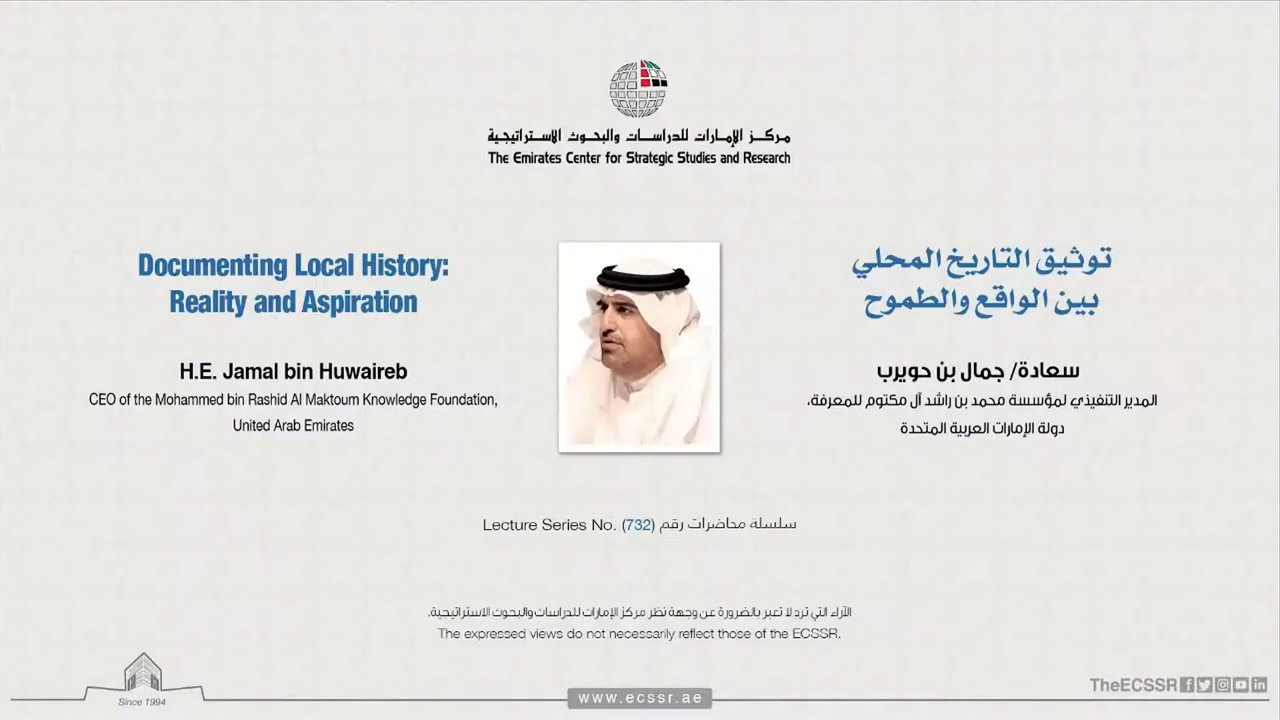 مركز الإمارات للدراسات والبحوث الاستراتيجية
The Emirates Center for Strategic Studies and Research
Documenting Local History:
Reality and Aspiration
H.E. Jamal bin Huwaireb
CEO of the Mohammed bin Rashid Al Maktoum Knowledge Foundation,
United Arab Emirates
توثيق التاريخ المحلي
بين الواقع والطموح
سعادة/ جمال بن حويرب
المدير التنفيذي لمؤسسة محمد بن راشد آل مكتوم للمعرفة،
دولة الإمارات العربية المتحدة
Lecture Series No. (732) سلسلة محاضرات رقم
الآراء التي ترد لا تعبر بالضرورة عن وجهة نظر مركز الإمارات للدراسات والبحوث الاستراتيجية.
The expressed views do not necessarily reflect those of the ECSSR.
Since 1994
www.ecssr.ae
TheECSSR